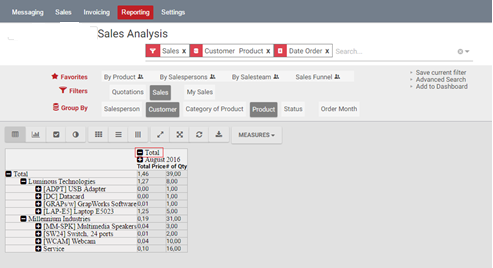 Messaging Sales Invoicing Reporting Settings
Sales Analysis
Sales x Customer Product x Date Order x Search...
Favorites By Product By Salespersons By Salesteam Sales Funnel
Filters Quotations Sales My Sales
Group By Salesperson Customer Category of Product Product Status Order Month
Save current filter
Advanced Search
Add to Dashboard
MEASURES
Total
August 2016
Total Price # of Qty
Total 1,46 39,00
Luminous Technologies 1,27 8,00
[ADPT] USB Adapter 0,00 1,00
[DC] Datacard 0,00 1,00
[GRAPs/w] GrapWorks Software 0,01 1,00
[LAP-E5] Laptop E5023 1,25 5,00
Millennium Industries 0,19 31,00
[MM-SPK] Multimedia Speakers 0,04 3,00
[SW24] Switch, 24 ports 0,01 2,00
[WCAM] Webcam 0,04 10,00
Service 0,10 16,00